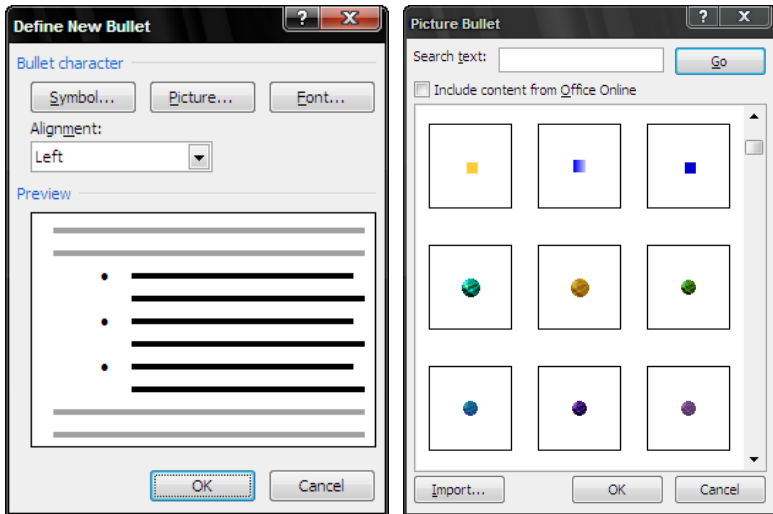 Define New Bullet
?
X
Bullet character
Symbol...
Picture...
Font...
Alignment:
Left
Preview
OK
Cancel
Picture Bullet
?
X
Search text:
Go
Include content from Office Online
Import...
OK
Cancel